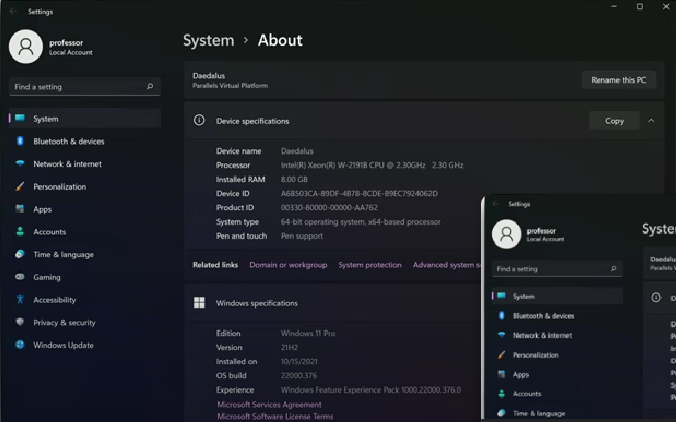 Settings
professor
Local Account
Find a setting
System
Bluetooth & devices
Network & internet
Personalization
Apps
Accounts
Time & language
Gaming
Accessibility
Privacy & security
Windows Update
System › About
Daedalus
Parallels Virtual Platform
Rename this PC
Device specifications
Copy
Device name Daedalus
Processor Intel(R) Xeon(R) W-2191B CPU @ 2.30GHz 2.30 GHz
Installed RAM 8.00 GB
Device ID A6B503CA-89DF-4878-8CDE-89EC7924062D
Product ID 00330-80000-00000-AA762
System type 64-bit operating system, x64-based processor
Pen and touch Pen support
Related links Domain or workgroup System protection Advanced system s
Windows specifications
Edition Windows 11 Pro
Version 21H2
Installed on 10/15/2021
OS build 22000.376
Experience Windows Feature Experience Pack 1000.22000.376.0
Microsoft Services Agreement
Microsoft Software License Terms
Settings
professor
Local Account
Find a setting
System
Bluetooth & devices
Network & internet
Personalization
Apps
Accounts
Time & language
Syste
Daedalus
Parallels V